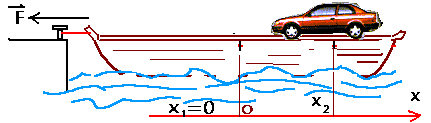 F
x₁=0 O x₂ x